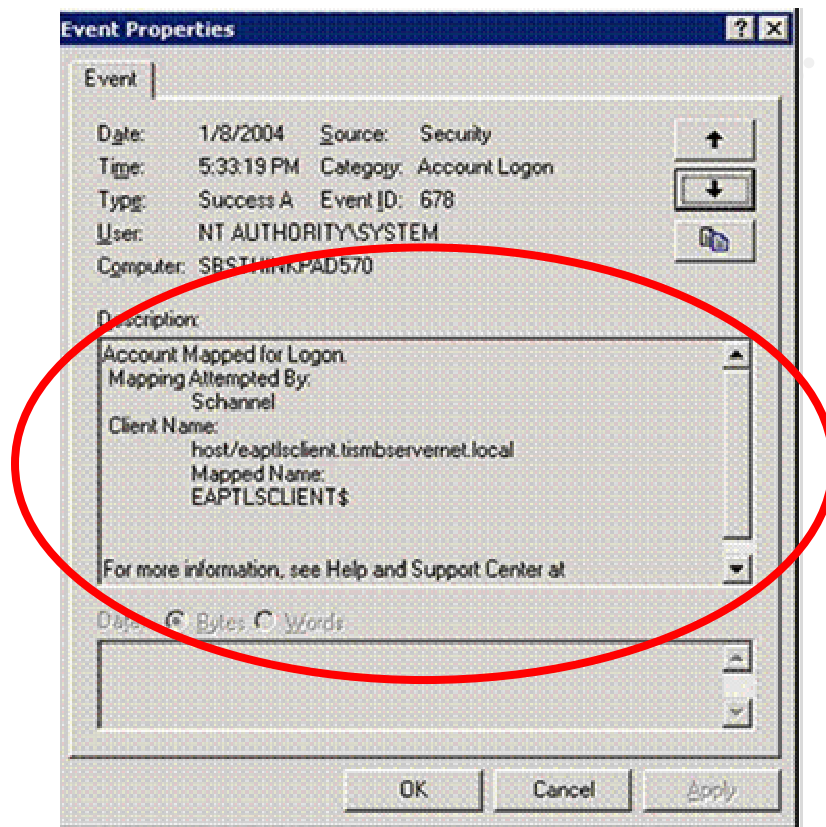 Event Properties
Event
Date: 1/8/2004 Source: Security
Time: 5:33:19 PM Category: Account Logon
Type: Success A Event ID: 678
User: NT AUTHORITY\SYSTEM
Computer: SBSTHINKPAD570
Description:
Account Mapped for Logon.
Mapping Attempted By:
Schannel
Client Name:
host/eaptlsclient.tismbservernet.local
Mapped Name:
EAPTLSCLIENT$
For more information, see Help and Support Center at
Data: Bytes Words
OK Cancel Apply